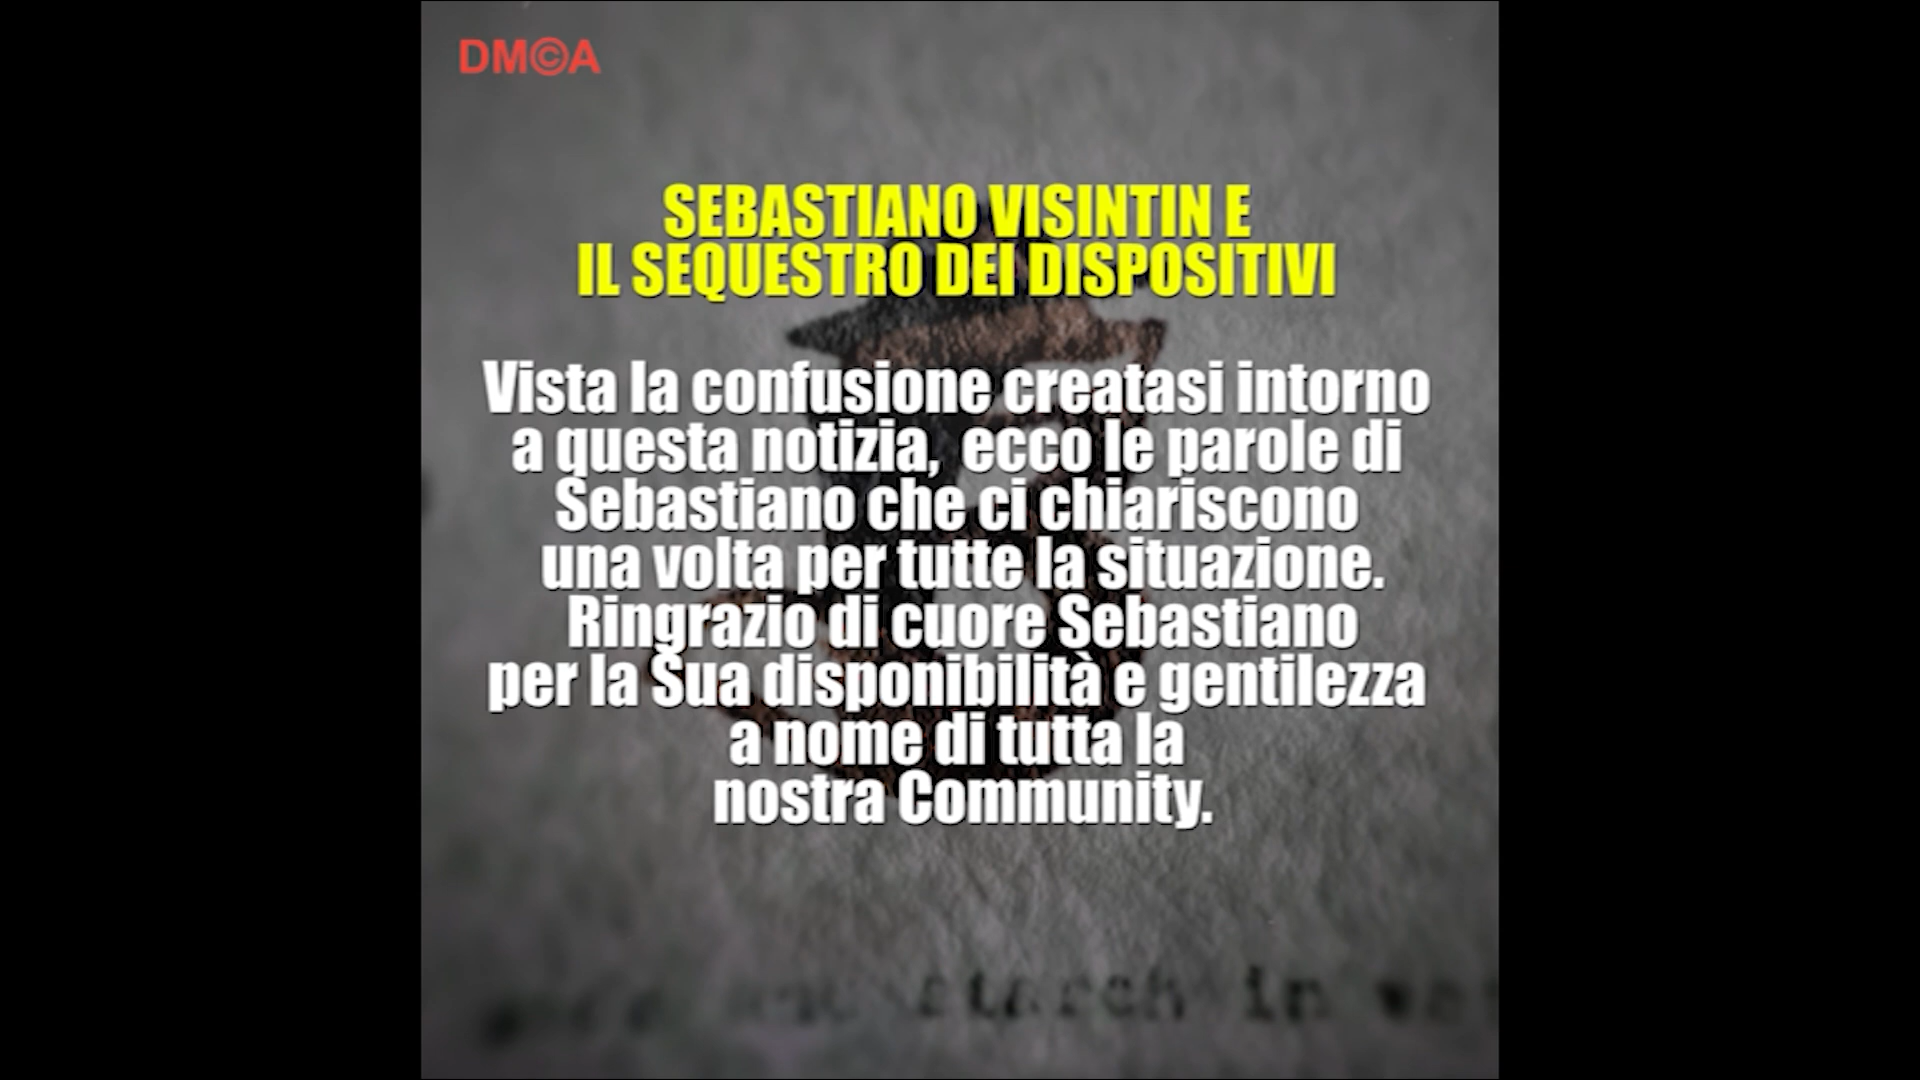 DM©A
SEBASTIANO VISINTIN E
IL SEQUESTRO DEI DISPOSITIVI
Vista la confusione creatasi intorno
a questa notizia, ecco le parole di
Sebastiano che ci chiariscono
una volta per tutte la situazione.
Ringrazio di cuore Sebastiano
per la Sua disponibilità e gentilezza
a nome di tutta la
nostra Community.
starch in